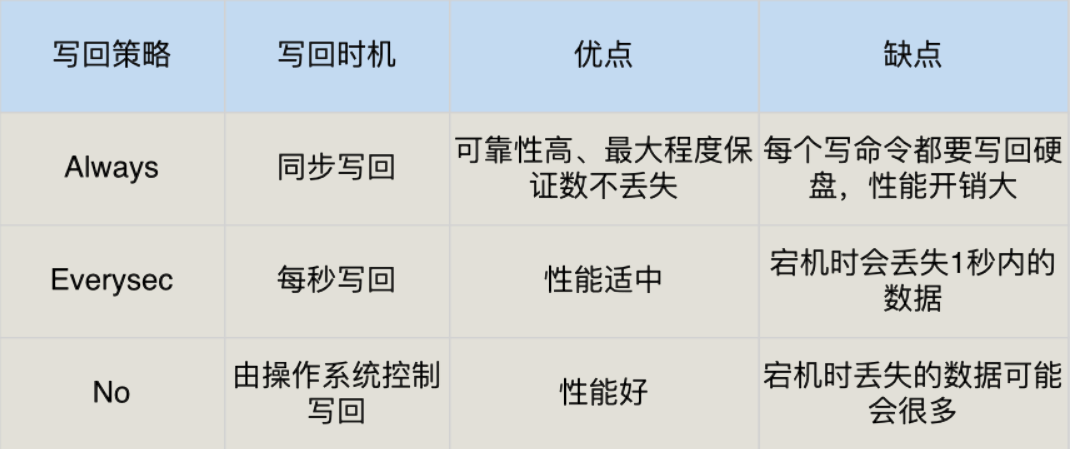 写回策略
写回时机
优点
缺点
Always
同步写回
可靠性高、最大程度保
证数不丢失
每个写命令都要写回硬
盘，性能开销大
Everysec
每秒写回
性能适中
宕机时会丢失1秒内的
数据
No
由操作系统控制
写回
性能好
宕机时丢失的数据可能
会很多